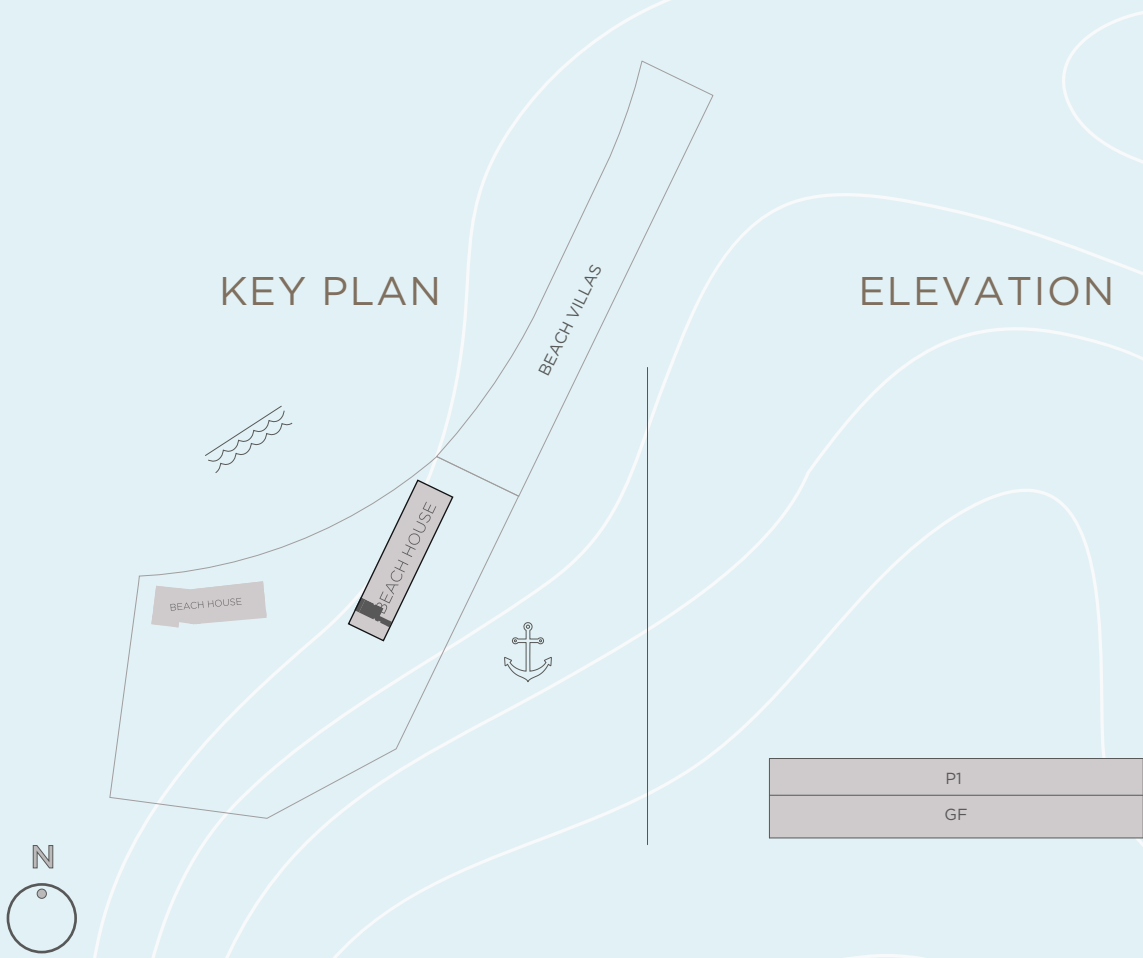 KEY PLAN
ELEVATION
BEACH VILLAS
BEACH HOUSE
BEACH HOUSE
P1
GF
N